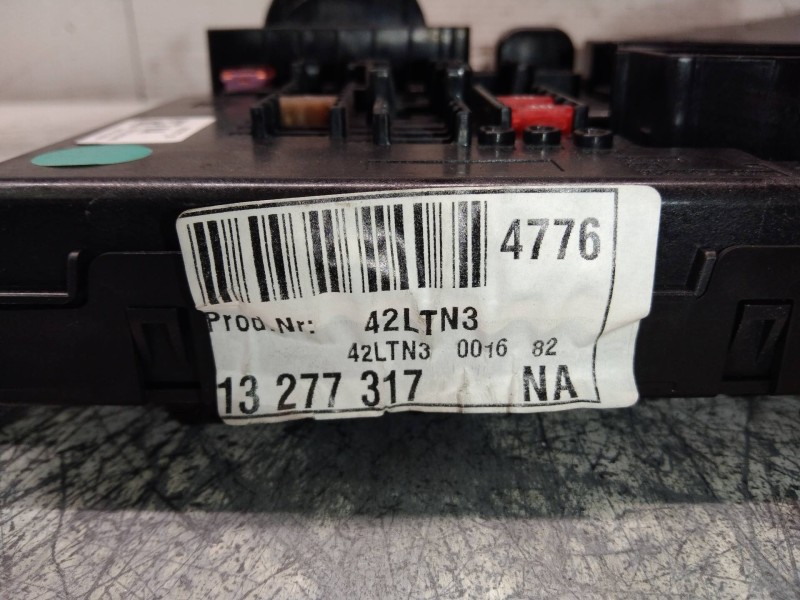 4776
Prod.Nr: 42LTN3
42LTN3 0016 82
13 277 317 NA